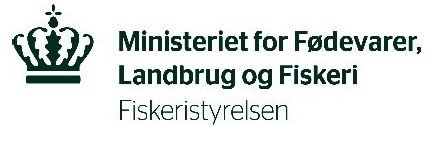 Ministeriet for Fødevarer,
Landbrug og Fiskeri
Fiskeristyrelsen